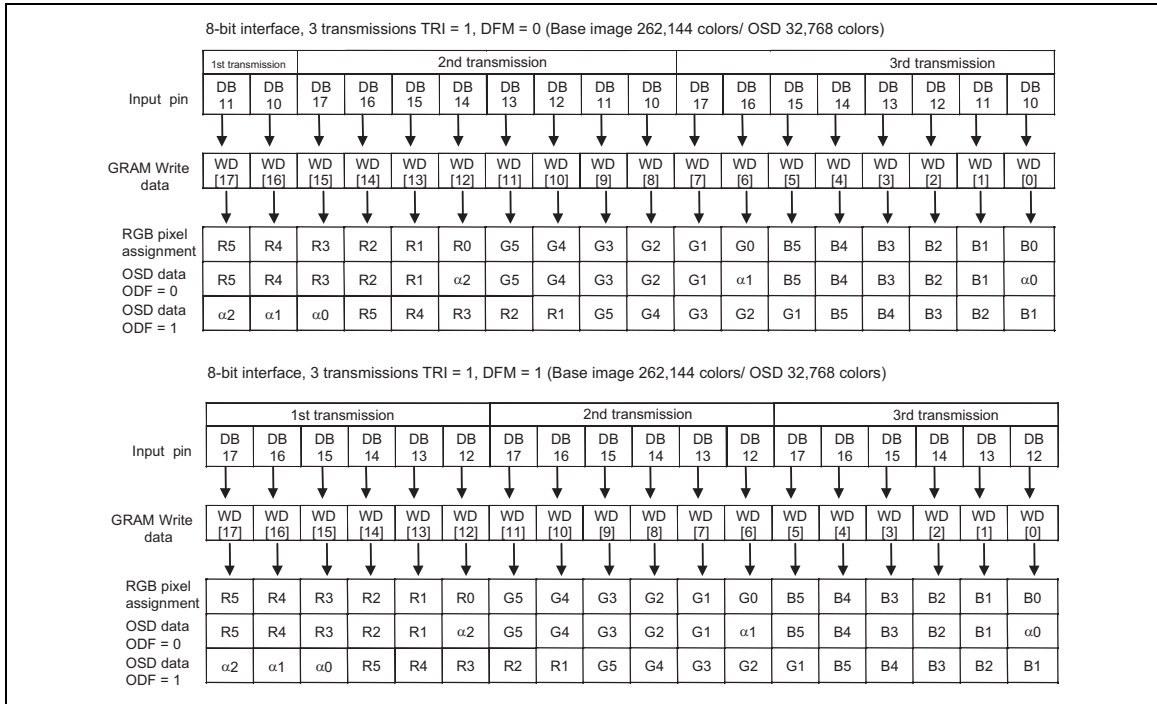 8-bit interface, 3 transmissions TRI = 1, DFM = 0 (Base image 262,144 colors/ OSD 32,768 colors)
1st transmission 2nd transmission 3rd transmission
Input pin DB 11 DB 10 DB 17 DB 16 DB 15 DB 14 DB 13 DB 12 DB 11 DB 10 DB 17 DB 16 DB 15 DB 14 DB 13 DB 12 DB 11 DB 10
GRAM Write data WD [17] WD [16] WD [15] WD [14] WD [13] WD [12] WD [11] WD [10] WD [9] WD [8] WD [7] WD [6] WD [5] WD [4] WD [3] WD [2] WD [1] WD [0]
RGB pixel assignment R5 R4 R3 R2 R1 R0 G5 G4 G3 G2 G1 G0 B5 B4 B3 B2 B1 B0
OSD data ODF = 0 R5 R4 R3 R2 R1 α2 G5 G4 G3 G2 G1 α1 B5 B4 B3 B2 B1 α0
OSD data ODF = 1 α2 α1 α0 R5 R4 R3 R2 R1 G5 G4 G3 G2 G1 B5 B4 B3 B2 B1
8-bit interface, 3 transmissions TRI = 1, DFM = 1 (Base image 262,144 colors/ OSD 32,768 colors)
1st transmission 2nd transmission 3rd transmission
Input pin DB 17 DB 16 DB 15 DB 14 DB 13 DB 12 DB 17 DB 16 DB 15 DB 14 DB 13 DB 12 DB 17 DB 16 DB 15 DB 14 DB 13 DB 12
GRAM Write data WD [17] WD [16] WD [15] WD [14] WD [13] WD [12] WD [11] WD [10] WD [9] WD [8] WD [7] WD [6] WD [5] WD [4] WD [3] WD [2] WD [1] WD [0]
RGB pixel assignment R5 R4 R3 R2 R1 R0 G5 G4 G3 G2 G1 G0 B5 B4 B3 B2 B1 B0
OSD data ODF = 0 R5 R4 R3 R2 R1 α2 G5 G4 G3 G2 G1 α1 B5 B4 B3 B2 B1 α0
OSD data ODF = 1 α2 α1 α0 R5 R4 R3 R2 R1 G5 G4 G3 G2 G1 B5 B4 B3 B2 B1